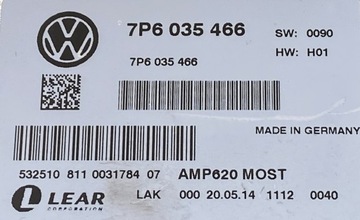 7P6 035 466 SW: 0090
7P6 035 466 HW: H01
MADE IN GERMANY
532510 811 0031784 07 AMP620 MOST
LEAR LAK 000 20.05.14 1112 0040
CORPORATION